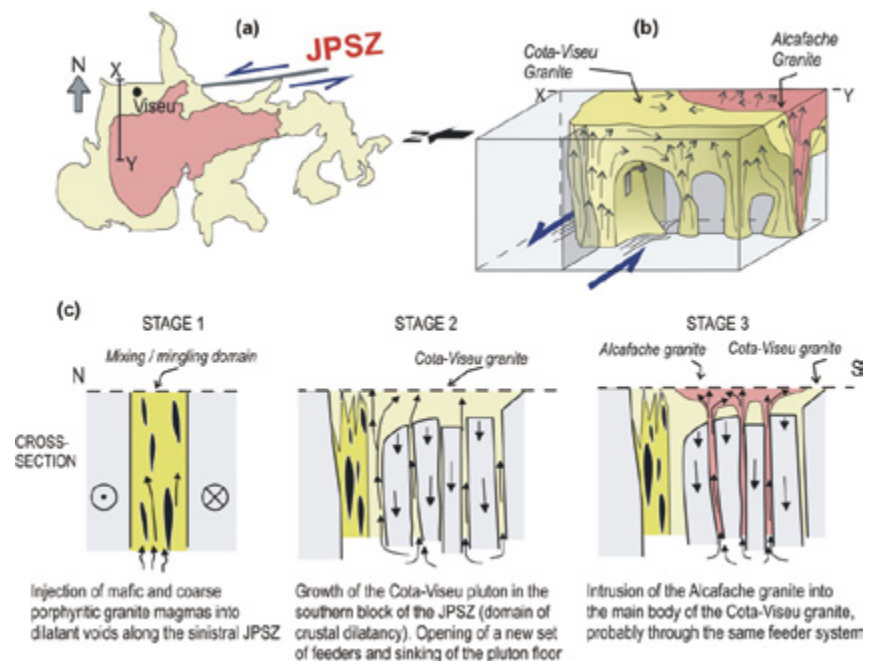 (a)
JPSZ
N
X
Viseu
Y
(b)
Cota-Viseu
Granite
Alcafache
Granite
X
Y
(c)
STAGE 1
Mixing / mingling domain
N
CROSS-
SECTION
Injection of mafic and coarse
porphyritic granite magmas into
dilatant voids along the sinistral JPSZ
STAGE 2
Cota-Viseu granite
Growth of the Cota-Viseu pluton in the
southern block of the JPSZ (domain of
crustal dilatancy). Opening of a new set
of feeders and sinking of the pluton floor
STAGE 3
Alcafache granite
Cota-Viseu granite
S
Intrusion of the Alcafache granite into
the main body of the Cota-Viseu granite,
probably through the same feeder system